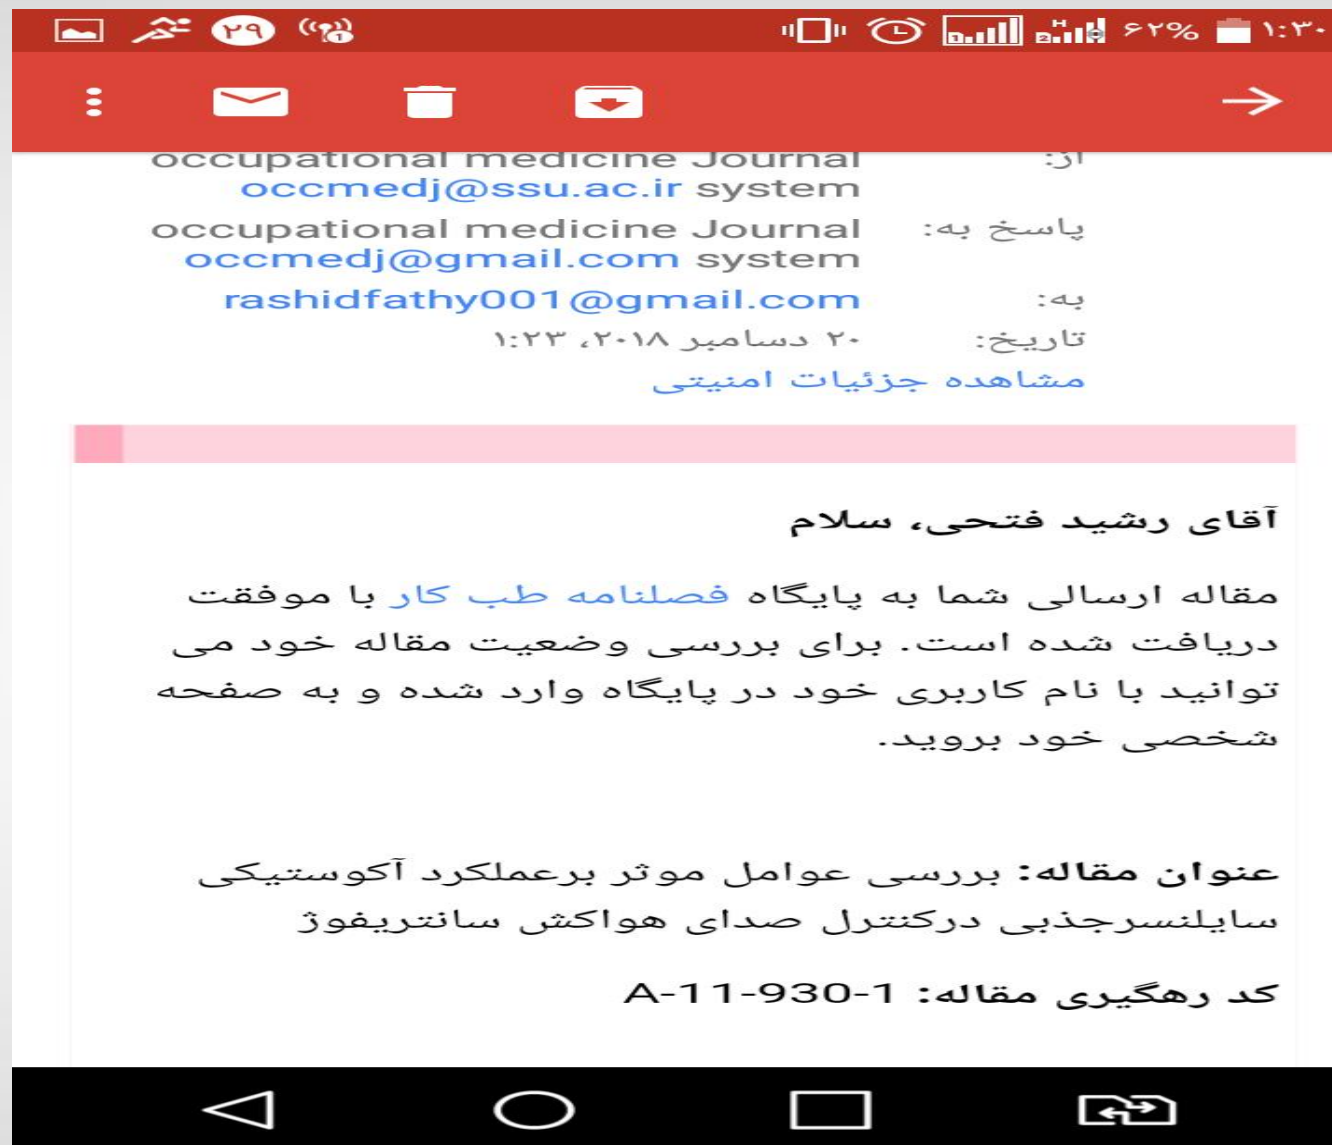 ۲۹
۶۲% ۱:۳۰
از: occupational medicine Journal
system occmedj@ssu.ac.ir
پاسخ به: occupational medicine Journal
system occmedj@gmail.com
به: rashidfathy001@gmail.com
تاریخ: ۲۰ دسامبر ۲۰۱۸، ۱:۲۳
مشاهده جزئیات امنیتی
آقای رشید فتحی، سلام
مقاله ارسالی شما به پایگاه فصلنامه طب کار با موفقت
دریافت شده است. برای بررسی وضعیت مقاله خود می
توانید با نام کاربری خود در پایگاه وارد شده و به صفحه
شخصی خود بروید.
عنوان مقاله: بررسی عوامل موثر برعملکرد آکوستیکی
سایلنسرجذبی درکنترل صدای هواکش سانتریفوژ
کد رهگیری مقاله: A-11-930-1